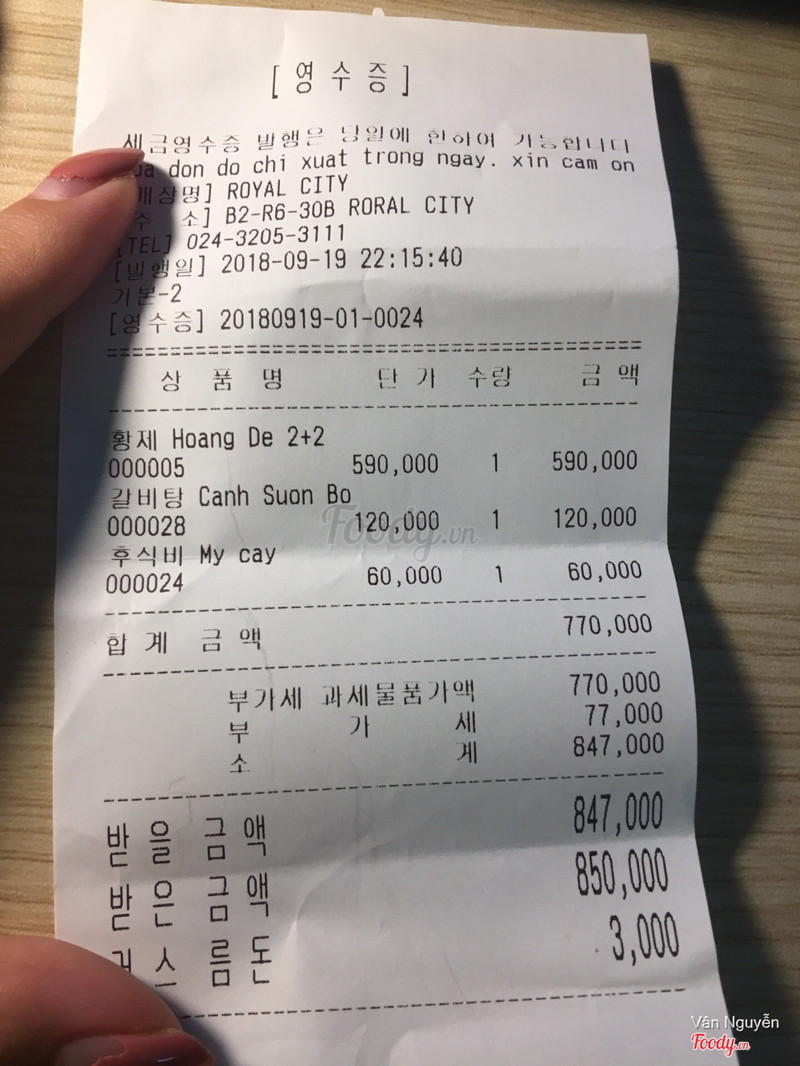 [ 영 수 증 ]
세금영수증 발행은 당일에 한하여 가능합니다
don do chi xuat trong ngay. xin cam on
매장명] ROYAL CITY
주 소] B2-R6-30B RORAL CITY
[TEL] 024-3205-3111
[발행일] 2018-09-19 22:15:40
기본-2
[영수증] 20180919-01-0024
상 품 명 단 가 수량 금 액
황제 Hoang De 2+2
000005 590,000 1 590,000
갈비탕 Canh Suon Bo
000028 120,000 1 120,000
후식비 My cay
000024 60,000 1 60,000
합 계 금 액 770,000
부가세 과세물품가액 770,000
부 가 세 77,000
소 계 847,000
받 을 금 액 847,000
받 은 금 액 850,000
거 스 름 돈 3,000
Foody.vn
Vân Nguyễn
Foody.vn